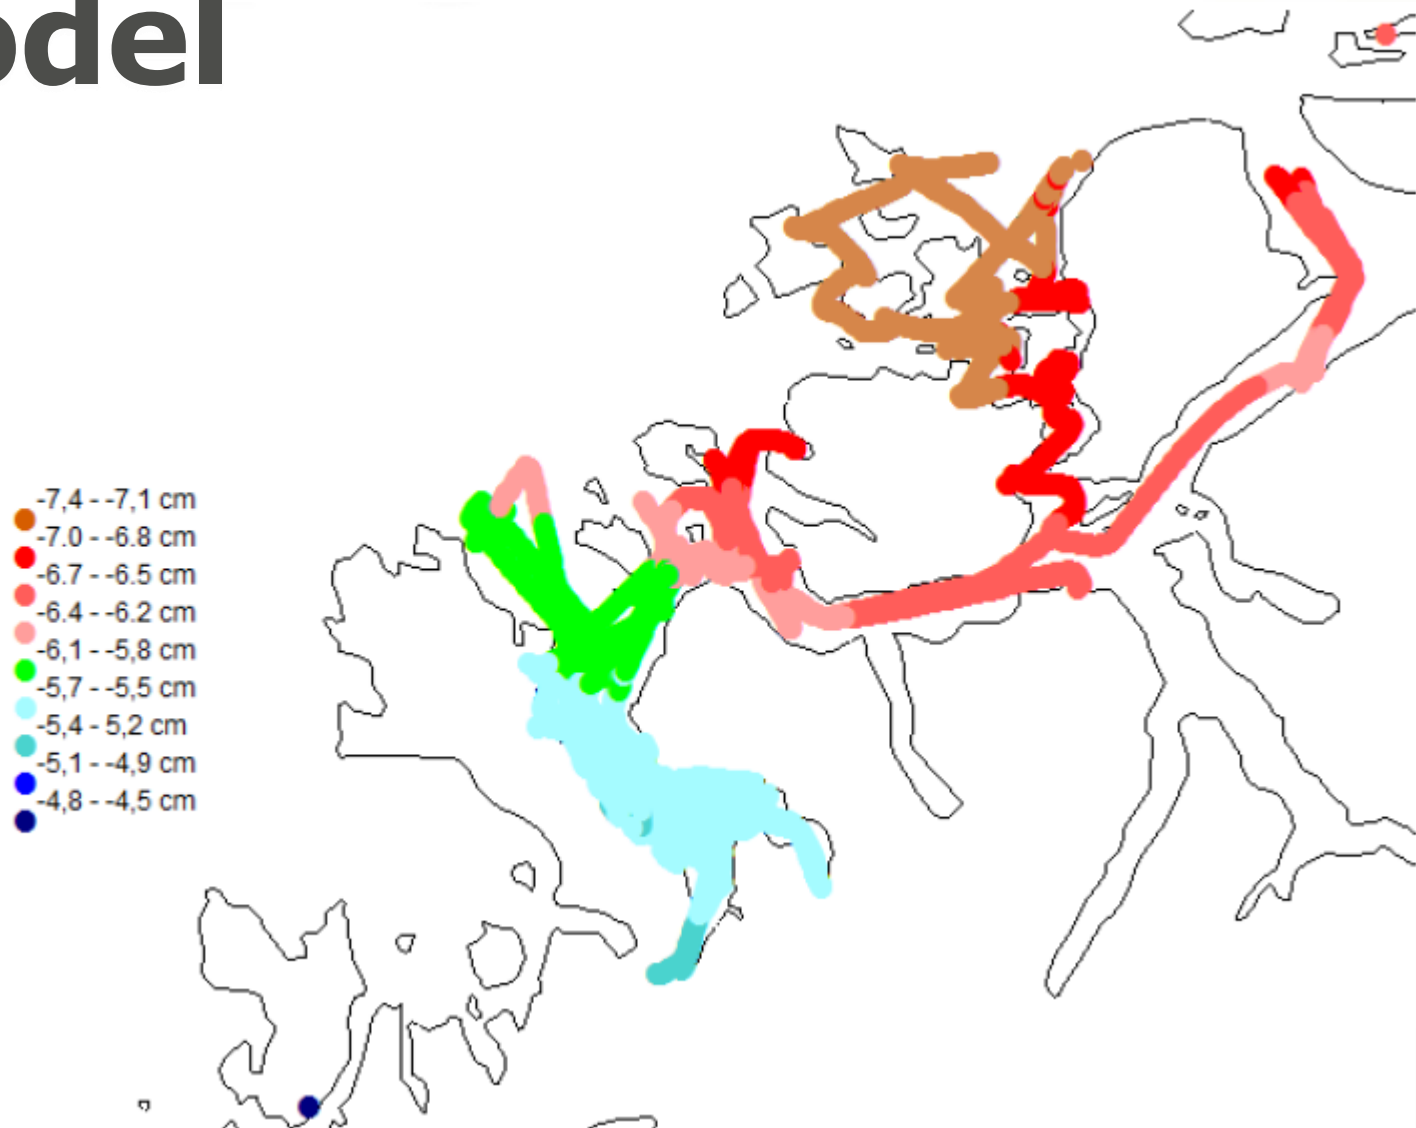 odel
-7,4 - -7,1 cm
-7.0 - -6.8 cm
-6.7 - -6.5 cm
-6.4 - -6.2 cm
-6,1 - -5,8 cm
-5,7 - -5,5 cm
-5,4 - 5,2 cm
-5,1 - -4,9 cm
-4,8 - -4,5 cm